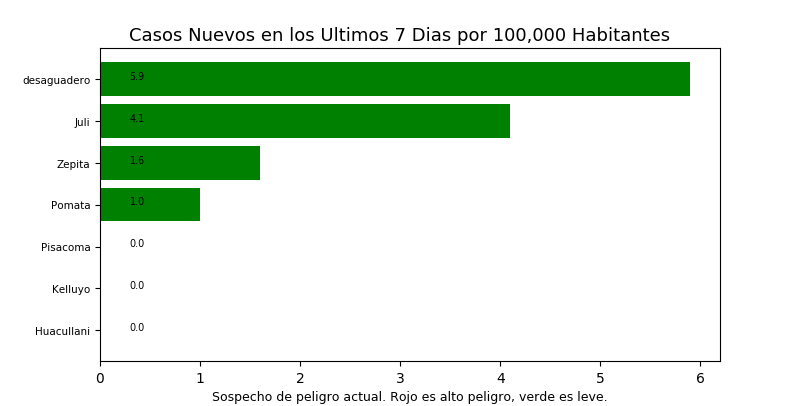 Casos Nuevos en los Ultimos 7 Dias por 100,000 Habitantes
desaguadero 5.9
Juli 4.1
Zepita 1.6
Pomata 1.0
Pisacoma 0.0
Kelluyo 0.0
Huacullani 0.0
0 1 2 3 4 5 6
Sospecho de peligro actual. Rojo es alto peligro, verde es leve.